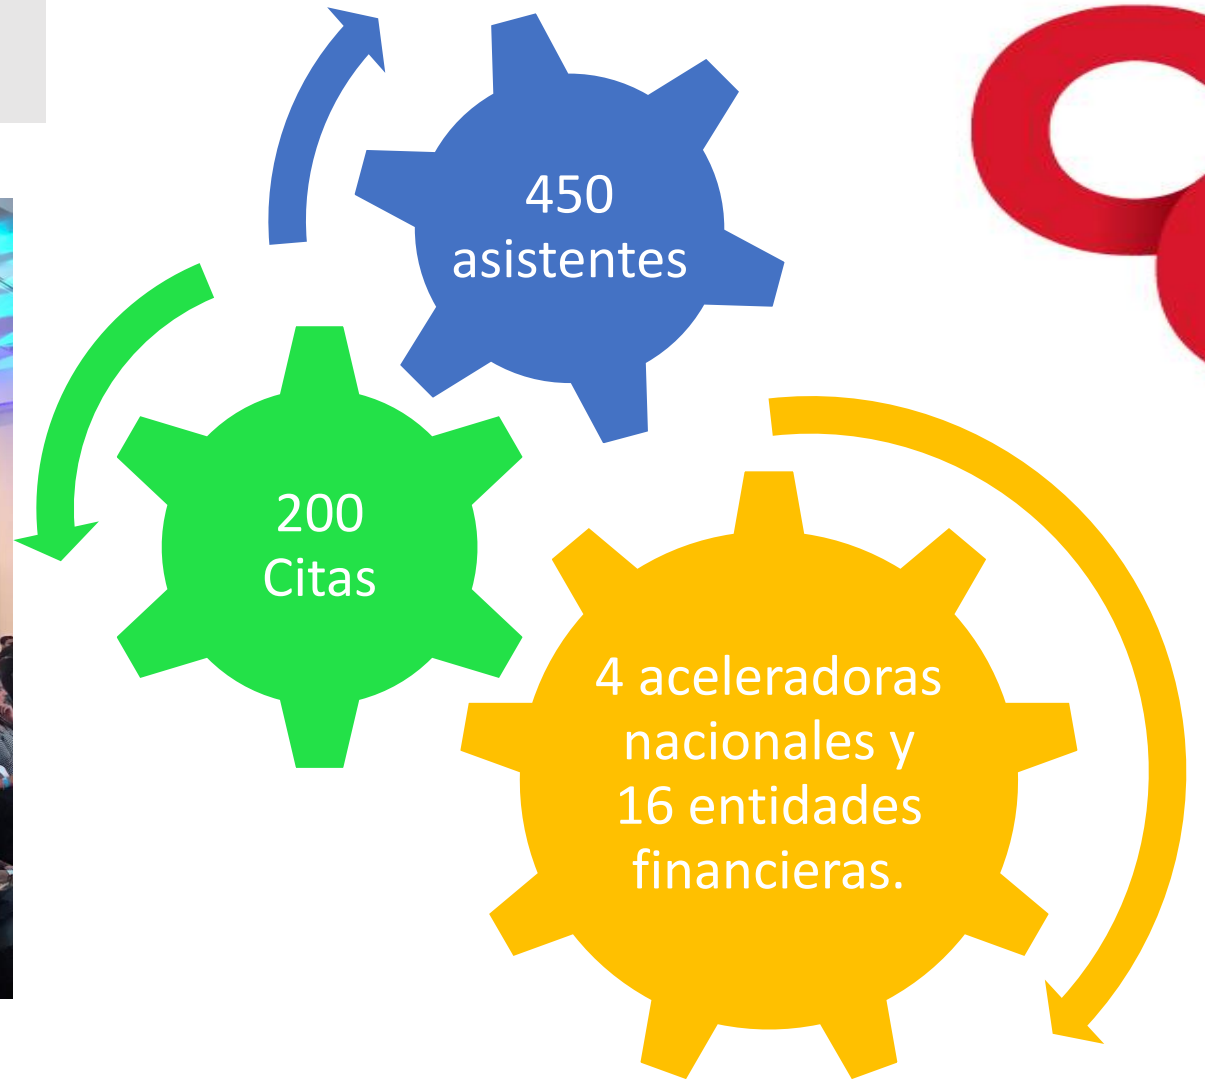 450
asistentes
200
Citas
4 aceleradoras
nacionales y
16 entidades
financieras.